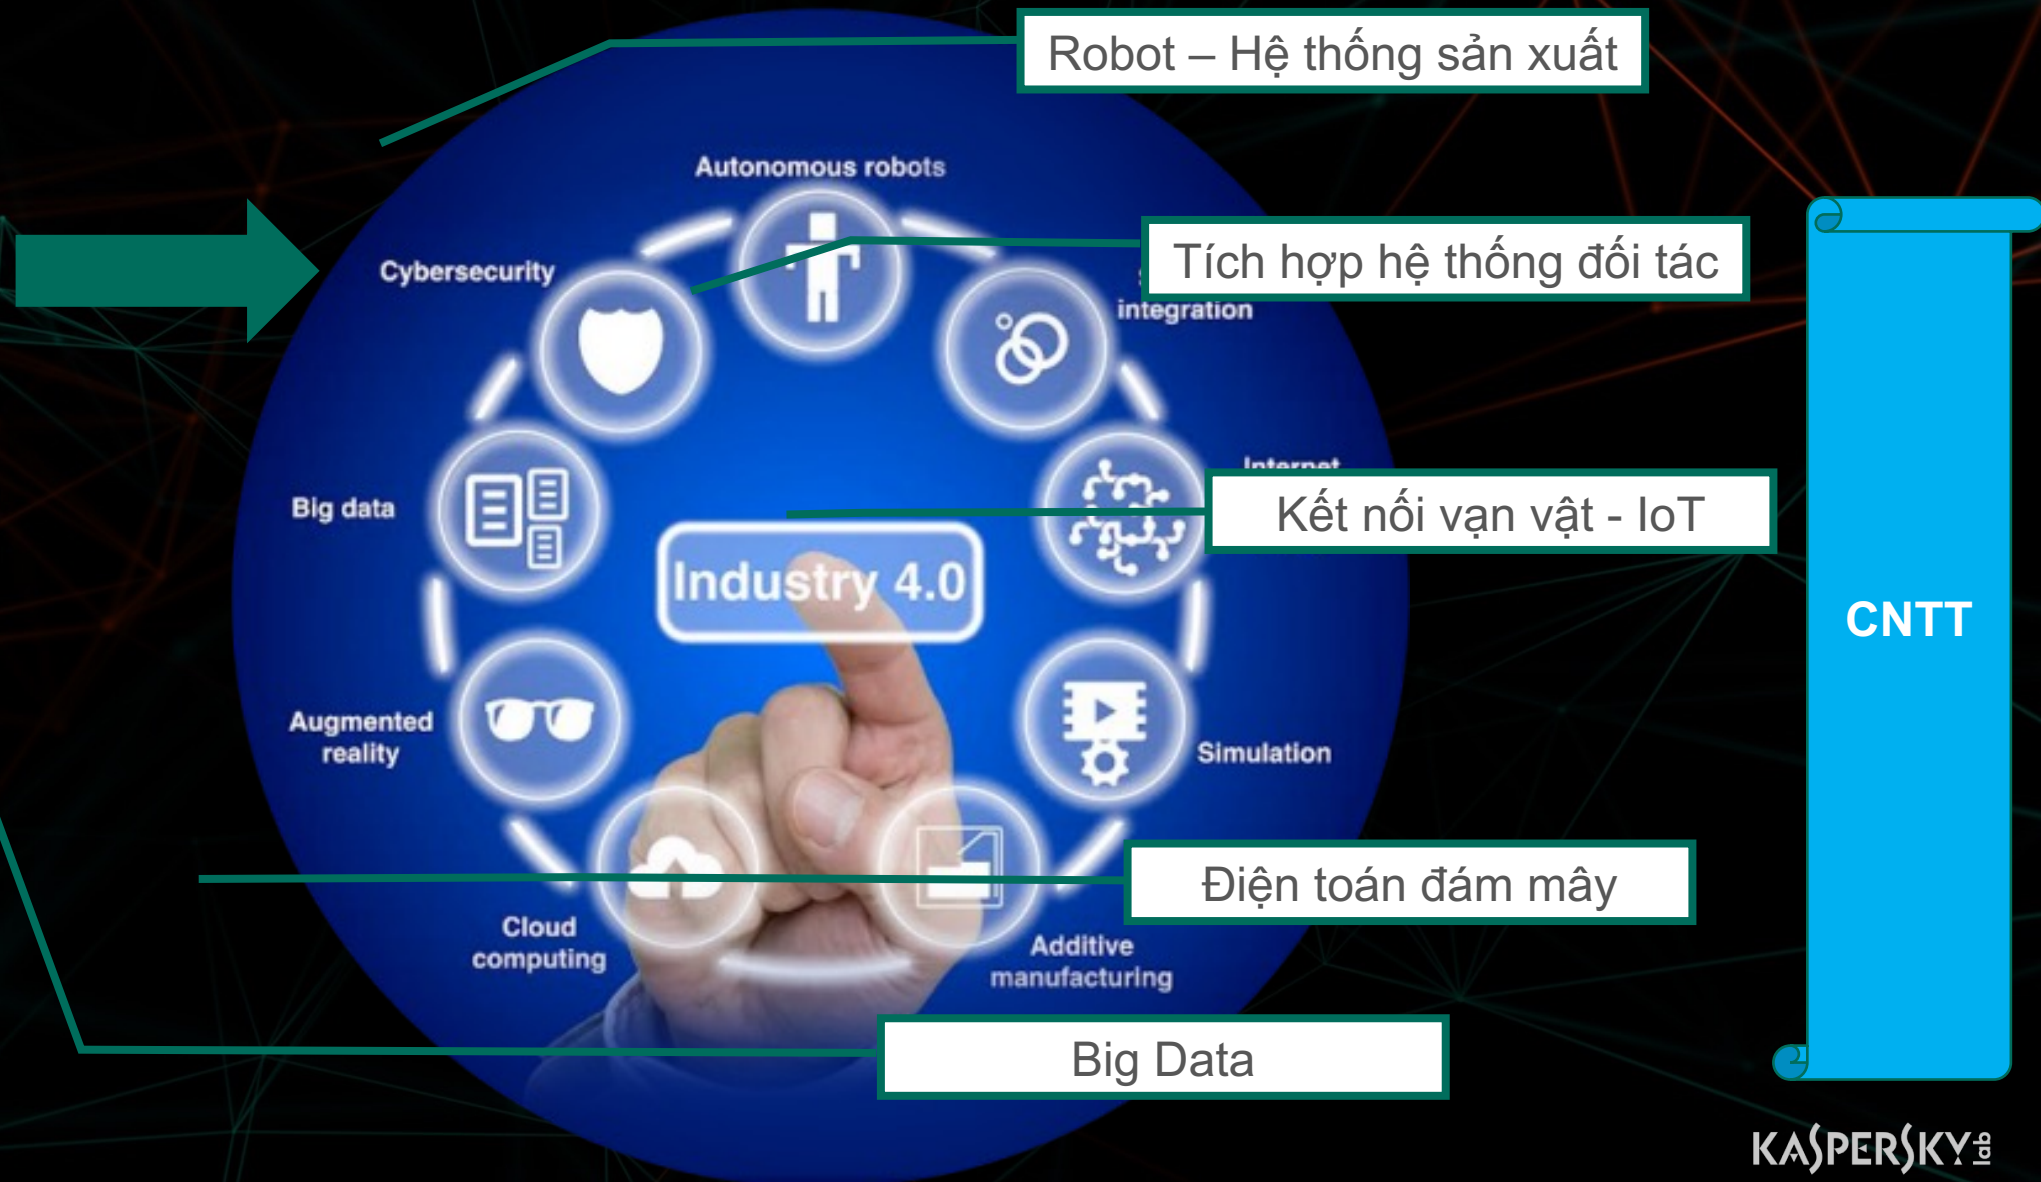 Robot – Hệ thống sản xuất
Autonomous robots
Cybersecurity
Tích hợp hệ thống đối tác
integration
Internet
Big data
Kết nối vạn vật - IoT
Industry 4.0
CNTT
Augmented
reality
Simulation
Điện toán đám mây
Cloud
computing
Additive
manufacturing
Big Data
KASPERSKY lab